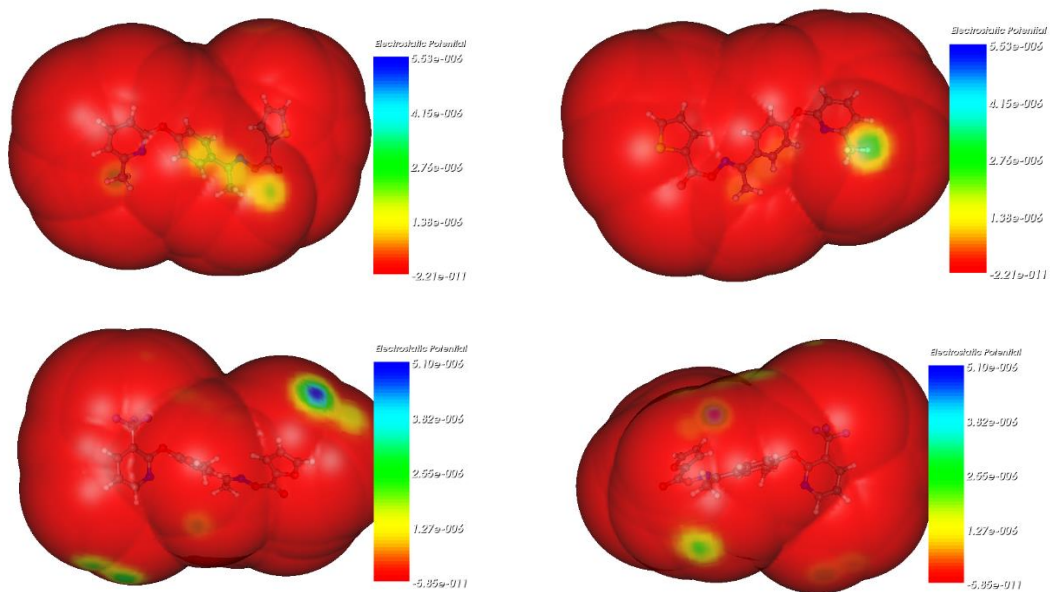 Electrostatic Potential
5.53e-006
4.15e-006
2.76e-006
1.38e-006
-2.21e-011
Electrostatic Potential
5.53e-006
4.15e-006
2.76e-006
1.38e-006
-2.21e-011
Electrostatic Potential
5.10e-006
3.82e-006
2.55e-006
1.27e-006
-5.85e-011
Electrostatic Potential
5.10e-006
3.82e-006
2.55e-006
1.27e-006
-5.85e-011